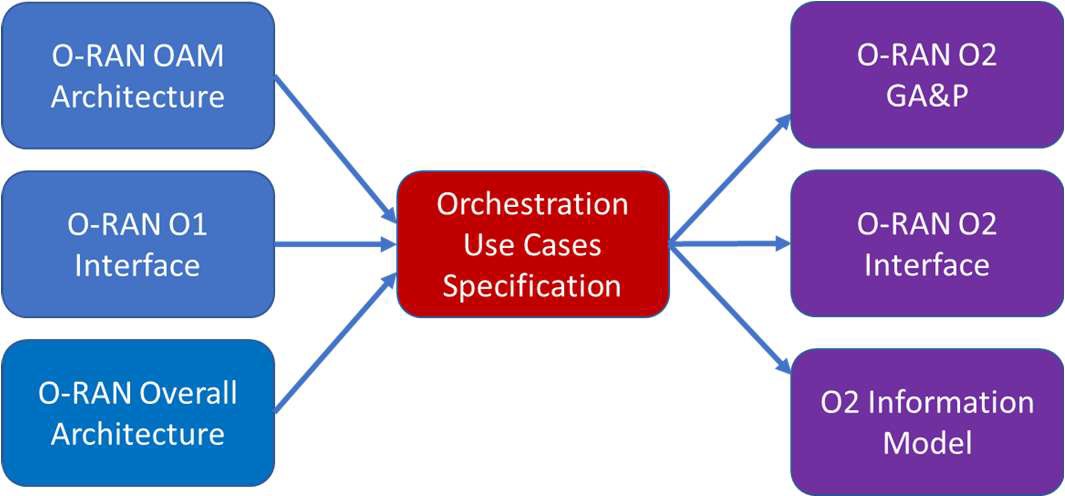 O-RAN OAM
Architecture
O-RAN O1
Interface
O-RAN Overall
Architecture
Orchestration
Use Cases
Specification
O-RAN O2
GA&P
O-RAN O2
Interface
O2 Information
Model